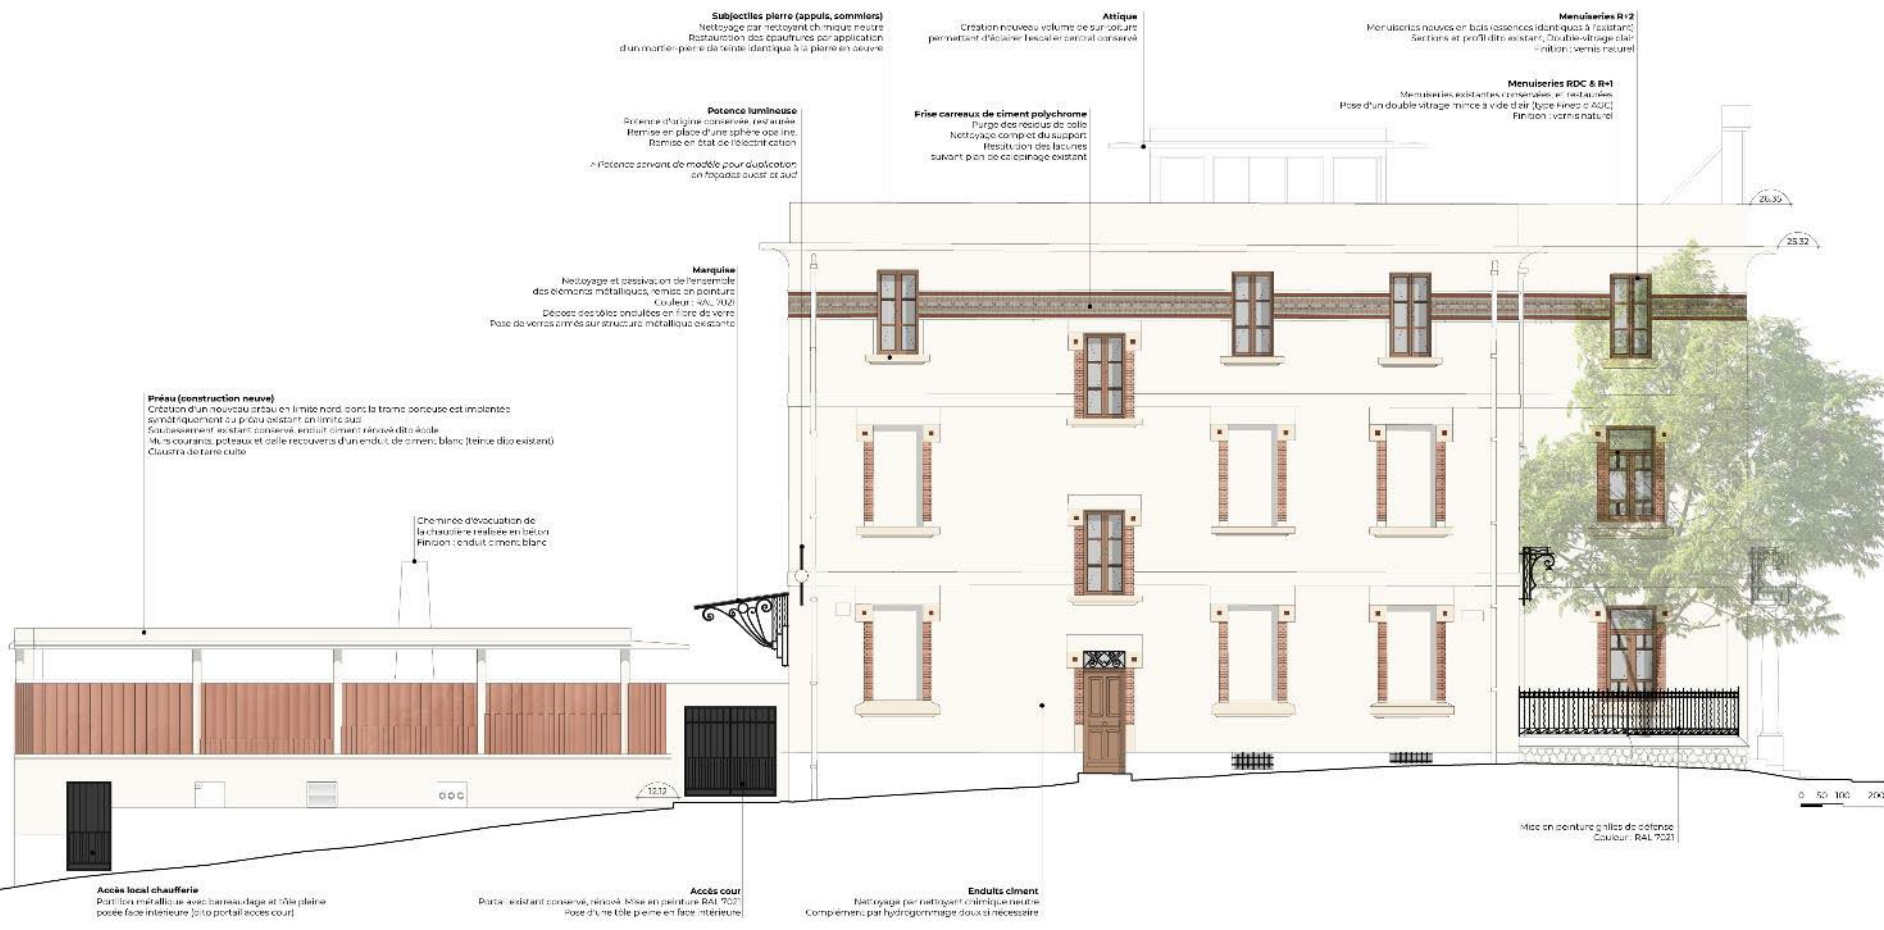 Subjectiles pierre (appuis, sommiers)
Nettoyage par nettoyant chimique neutre
Restauration des épaufrures par application
d'un mortier-pierre de teinte identique à la pierre en oeuvre
Attique
Création nouveau volume de sur-toiture
permettant d'éclairer l'escalier central conservé
Menuiseries R+2
Menuiseries neuves en bois (essences identiques à l'existant)
Sections et profil dito existant, Double-vitrage clair
Finition : vernis naturel
Menuiseries RDC & R+1
Menuiseries existantes conservées, et restaurées
Pose d'un double vitrage mince à vide d'air (type Fineo d'AGC)
Finition : vernis naturel
Potence lumineuse
Potence d'origine conservée, restaurée.
Remise en place d'une sphère opaline.
Remise en état de l'électrification
> Potence servant de modèle pour duplication
en façades ouest et sud
Frise carreaux de ciment polychrome
Purge des résidus de colle
Nettoyage complet du support
Restitution des lacunes
suivant plan de calepinage existant
26.35
25.32
Marquise
Nettoyage et passivation de l'ensemble
des éléments métalliques, remise en peinture
Couleur : RAL 7021
Dépose des tôles ondulées en fibre de verre
Pose de verres armés sur structure métallique existante
Préau (construction neuve)
Création d'un nouveau préau en limite nord, dont la trame porteuse est implantée
symétriquement au préau existant en limite sud
Soubassement existant conservé, enduit ciment rénové dito école
Murs courants, poteaux et dalle recouverts d'un enduit de ciment blanc (teinte dito existant)
Claustra de terre cuite
Cheminée d'évacuation de
la chaudière réalisée en béton
Finition : enduit ciment blanc
12.12
0 50 100 200
Mise en peinture grilles de défense
Couleur : RAL 7021
Accès local chaufferie
Portillon métallique avec barreaudage et tôle pleine
posée face intérieure (dito portail accès cour)
Accès cour
Portail existant conservé, rénové. Mise en peinture RAL 7021
Pose d'une tôle pleine en face intérieure
Enduits ciment
Nettoyage par nettoyant chimique neutre
Complément par hydrogommage doux si nécessaire